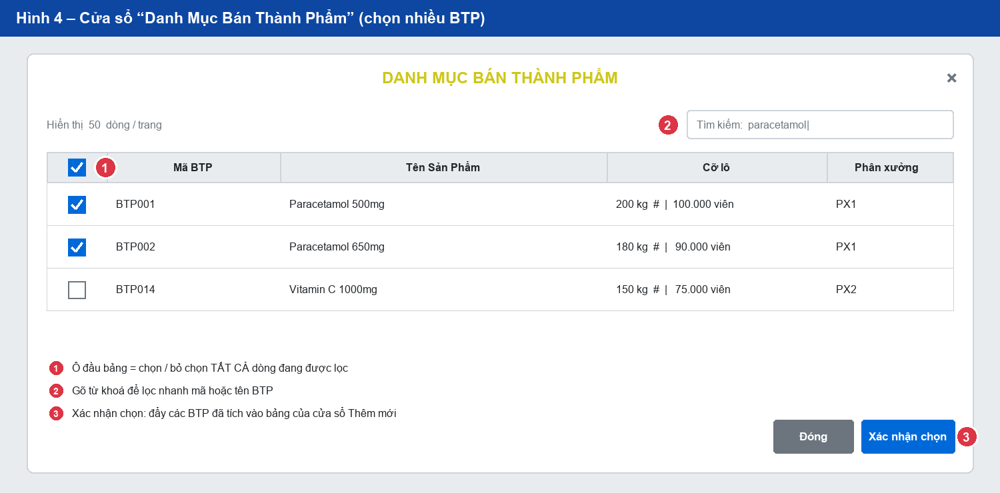 Hình 4 – Cửa sổ “Danh Mục Bán Thành Phẩm” (chọn nhiều BTP)
DANH MỤC BÁN THÀNH PHẨM ×
Hiển thị 50 dòng / trang 2 Tìm kiếm: paracetamol|
1 Mã BTP Tên Sản Phẩm Cỡ lô Phân xưởng
BTP001 Paracetamol 500mg 200 kg # | 100.000 viên PX1
BTP002 Paracetamol 650mg 180 kg # | 90.000 viên PX1
BTP014 Vitamin C 1000mg 150 kg # | 75.000 viên PX2
1 Ô đầu bảng = chọn / bỏ chọn TẤT CẢ dòng đang được lọc
2 Gõ từ khoá để lọc nhanh mã hoặc tên BTP
3 Xác nhận chọn: đẩy các BTP đã tích vào bảng của cửa sổ Thêm mới
Đóng Xác nhận chọn 3